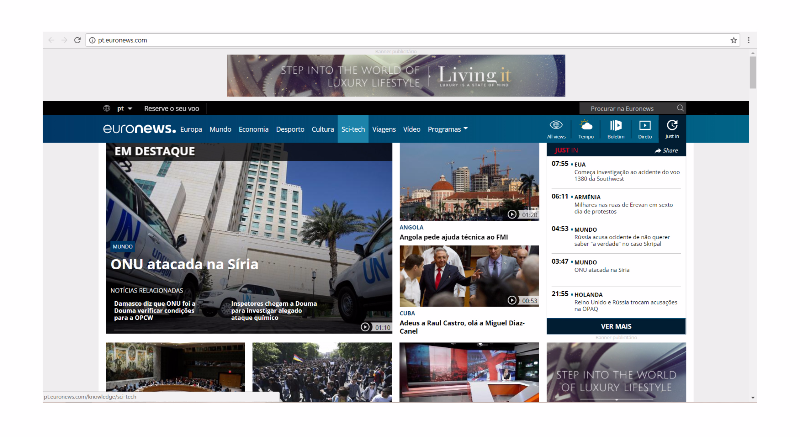 pt.euronews.com
STEP INTO THE WORLD OF
LUXURY LIFESTYLE
Living it
LUXURY IS A STATE OF MIND
pt
Reserve o seu voo
Procurar na Euronews
euronews.
Europa
Mundo
Economia
Desporto
Cultura
Sci-tech
Viagens
Vídeo
Programas
All views
Tempo
Boletim
Direto
Just in
EM DESTAQUE
MUNDO
ONU atacada na Síria
NOTÍCIAS RELACIONADAS
Damasco diz que ONU foi a
Douma verificar condições
para a OPCW
Inspetores chegam a Douma
para investigar alegado
ataque químico
01:10
UN
01:20
ANGOLA
Angola pede ajuda técnica ao FMI
00:53
CUBA
Adeus a Raul Castro, olá a Miguel Diaz-
Canel
JUST IN
Share
07:55 • EUA
Começa investigação ao acidente do voo
1380 da Southwest
06:11 • ARMÉNIA
Milhares nas ruas de Erevan em sexto
dia de protestos
04:53 • MUNDO
Rússia acusa ocidente de não querer
saber "a verdade" no caso Skripal
03:47 • MUNDO
ONU atacada na Síria
21:55 • HOLANDA
Reino Unido e Rússia trocam acusações
na OPAQ
VER MAIS
STEP INTO THE WORLD
OF LUXURY LIFESTYLE
pt.euronews.com/knowledge/sci-tech